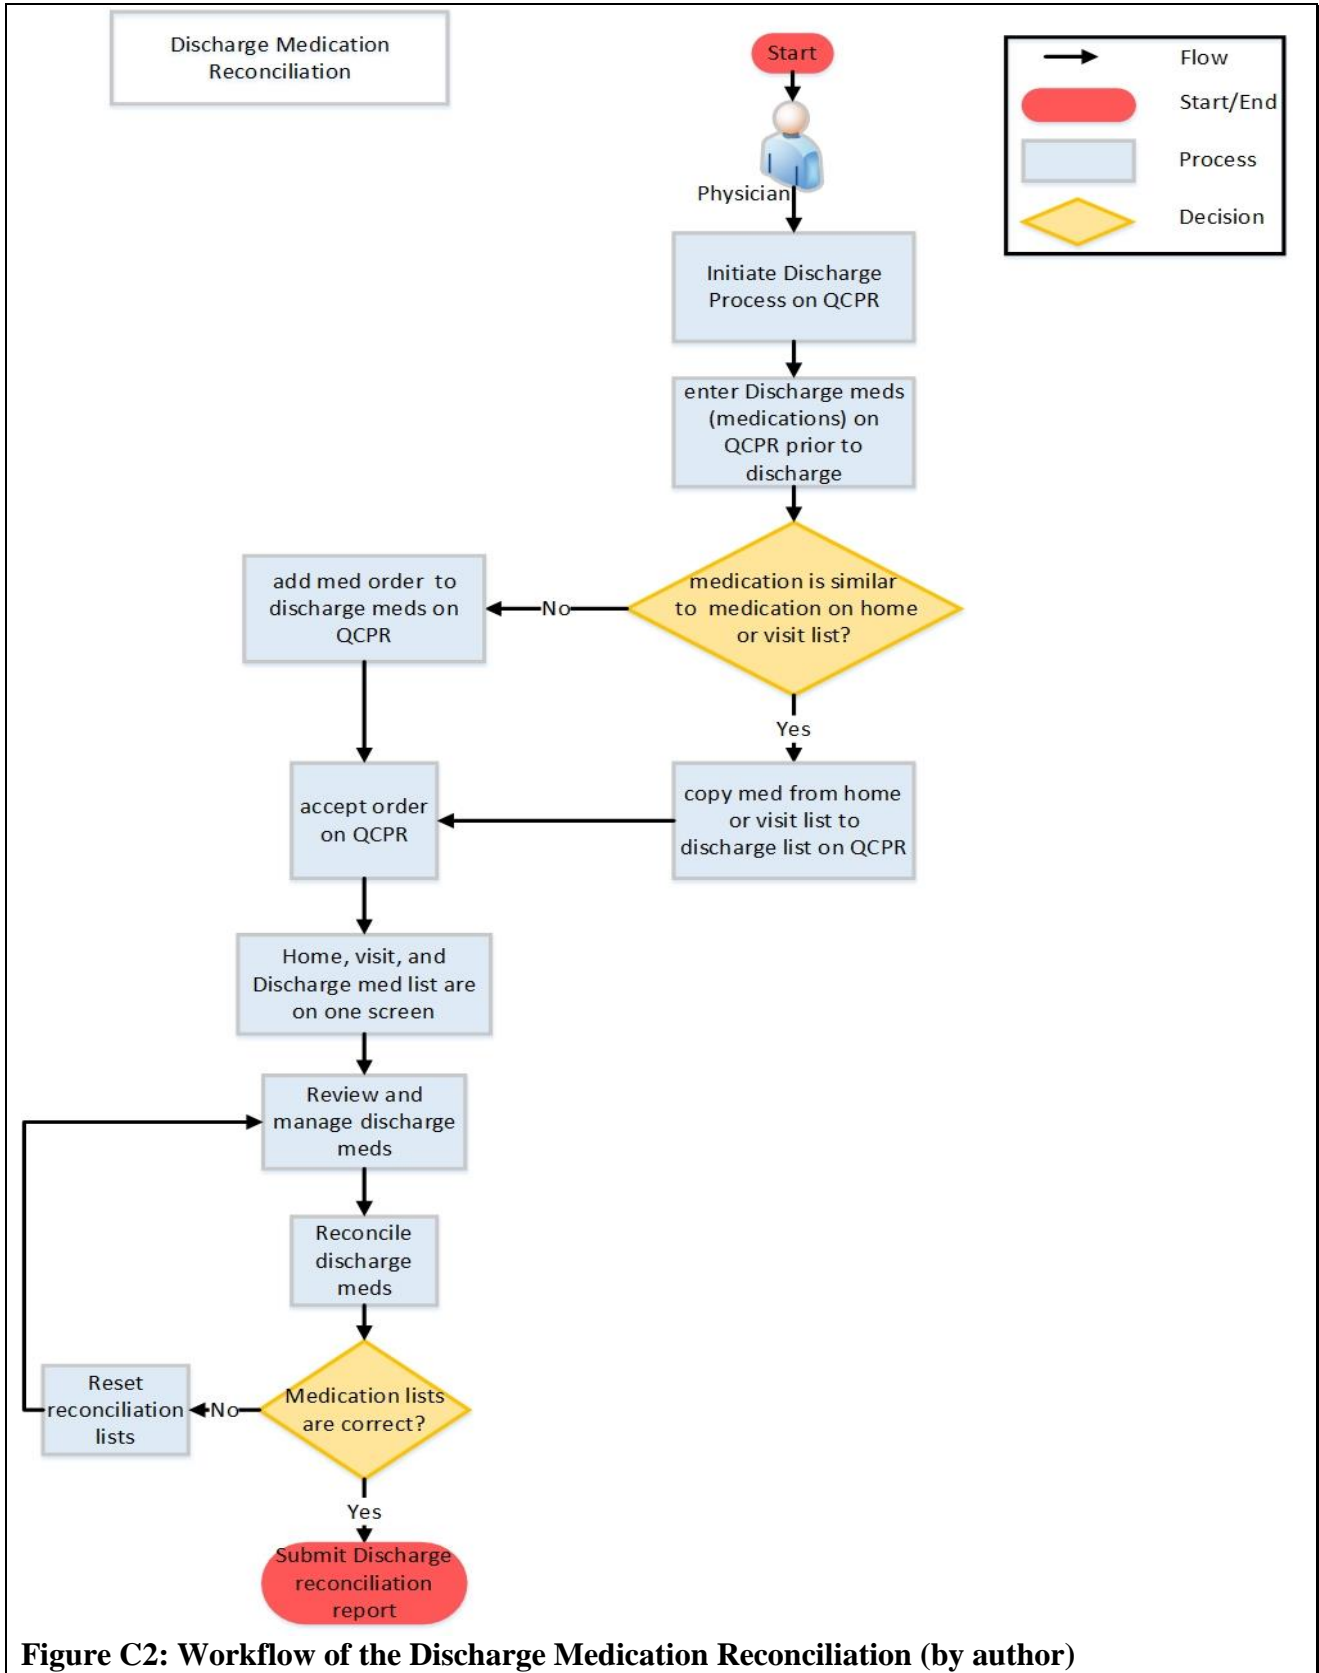 Discharge Medication
Reconciliation
Start
Flow
Start/End
Process
Decision
Physician
Initiate Discharge
Process on QCPR
enter Discharge meds
(medications) on
QCPR prior to
discharge
medication is similar
to medication on home
or visit list?
No
add med order to
discharge meds on
QCPR
Yes
copy med from home
or visit list to
discharge list on QCPR
accept order
on QCPR
Home, visit, and
Discharge med list are
on one screen
Review and
manage discharge
meds
Reconcile
discharge
meds
Medication lists
are correct?
No
Reset
reconciliation
lists
Yes
Submit Discharge
reconciliation
report
Figure C2: Workflow of the Discharge Medication Reconciliation (by author)